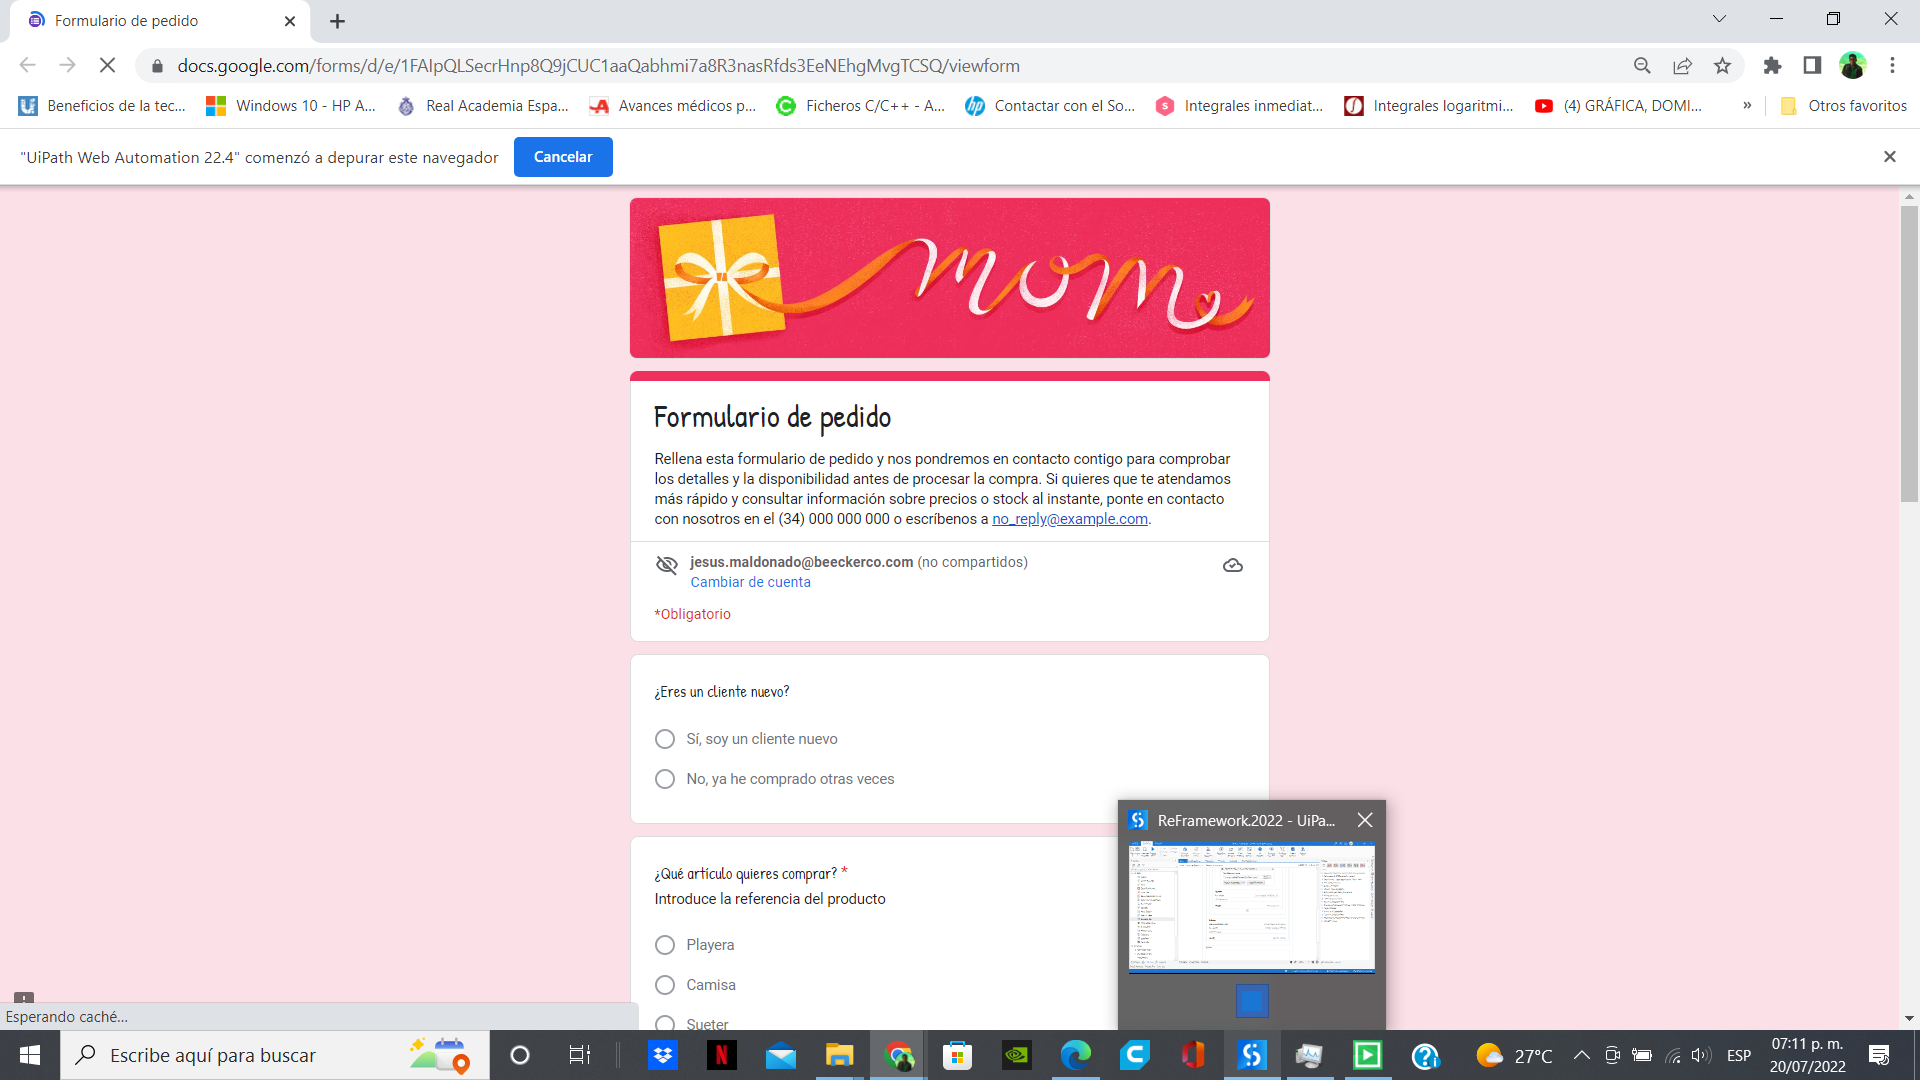 Formulario de pedido
docs.google.com/forms/d/e/1FAIpQLSecrHnp8Q9jCUC1aaQabhmi7a8R3nasRfds3EeNEhgMvgTCSQ/viewform
Beneficios de la tec...
Windows 10 - HP A...
Real Academia Espa...
Avances médicos p...
Ficheros C/C++ - A...
Contactar con el So...
Integrales inmediat...
Integrales logaritmi...
(4) GRÁFICA, DOMI...
»
Otros favoritos
"UiPath Web Automation 22.4" comenzó a depurar este navegador
Cancelar
mom
Formulario de pedido
Rellena esta formulario de pedido y nos pondremos en contacto contigo para comprobar
los detalles y la disponibilidad antes de procesar la compra. Si quieres que te atendamos
más rápido y consultar información sobre precios o stock al instante, ponte en contacto
con nosotros en el (34) 000 000 000 o escríbenos a no_reply@example.com.
jesus.maldonado@beeckerco.com (no compartidos)
Cambiar de cuenta
*Obligatorio
¿Eres un cliente nuevo?
Sí, soy un cliente nuevo
No, ya he comprado otras veces
¿Qué artículo quieres comprar? *
Introduce la referencia del producto
Playera
Camisa
Sueter
ReFramework.2022 - UiPa...
Esperando caché...
Escribe aquí para buscar
27°C
ESP
07:11 p. m.
20/07/2022